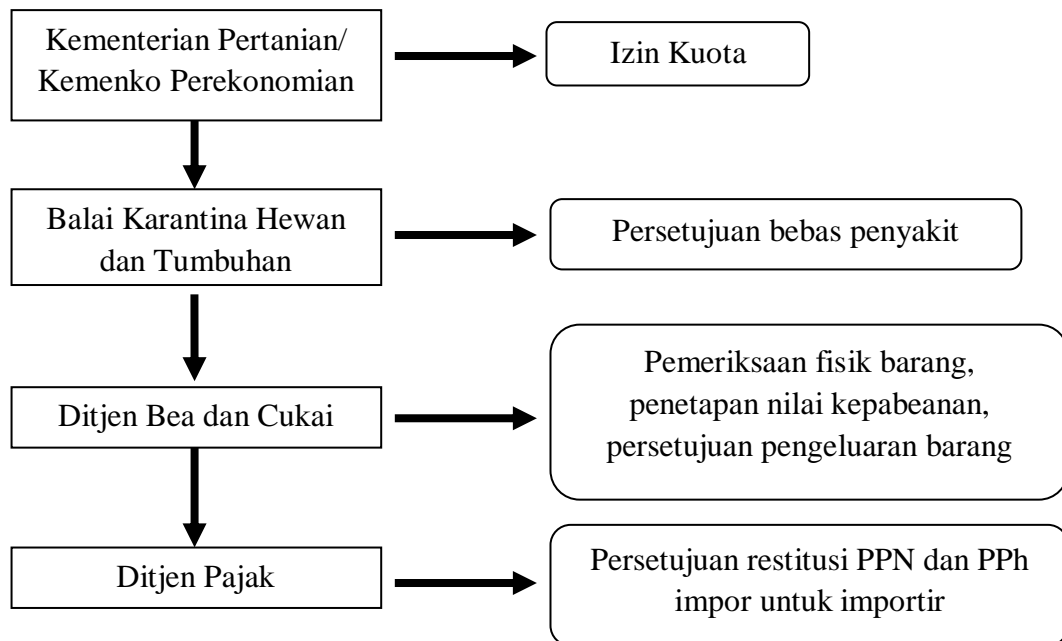 Kementerian Pertanian/
Kemenko Perekonomian
Izin Kuota
Balai Karantina Hewan
dan Tumbuhan
Persetujuan bebas penyakit
Ditjen Bea dan Cukai
Pemeriksaan fisik barang,
penetapan nilai kepabeanan,
persetujuan pengeluaran barang
Ditjen Pajak
Persetujuan restitusi PPN dan PPh
impor untuk importir